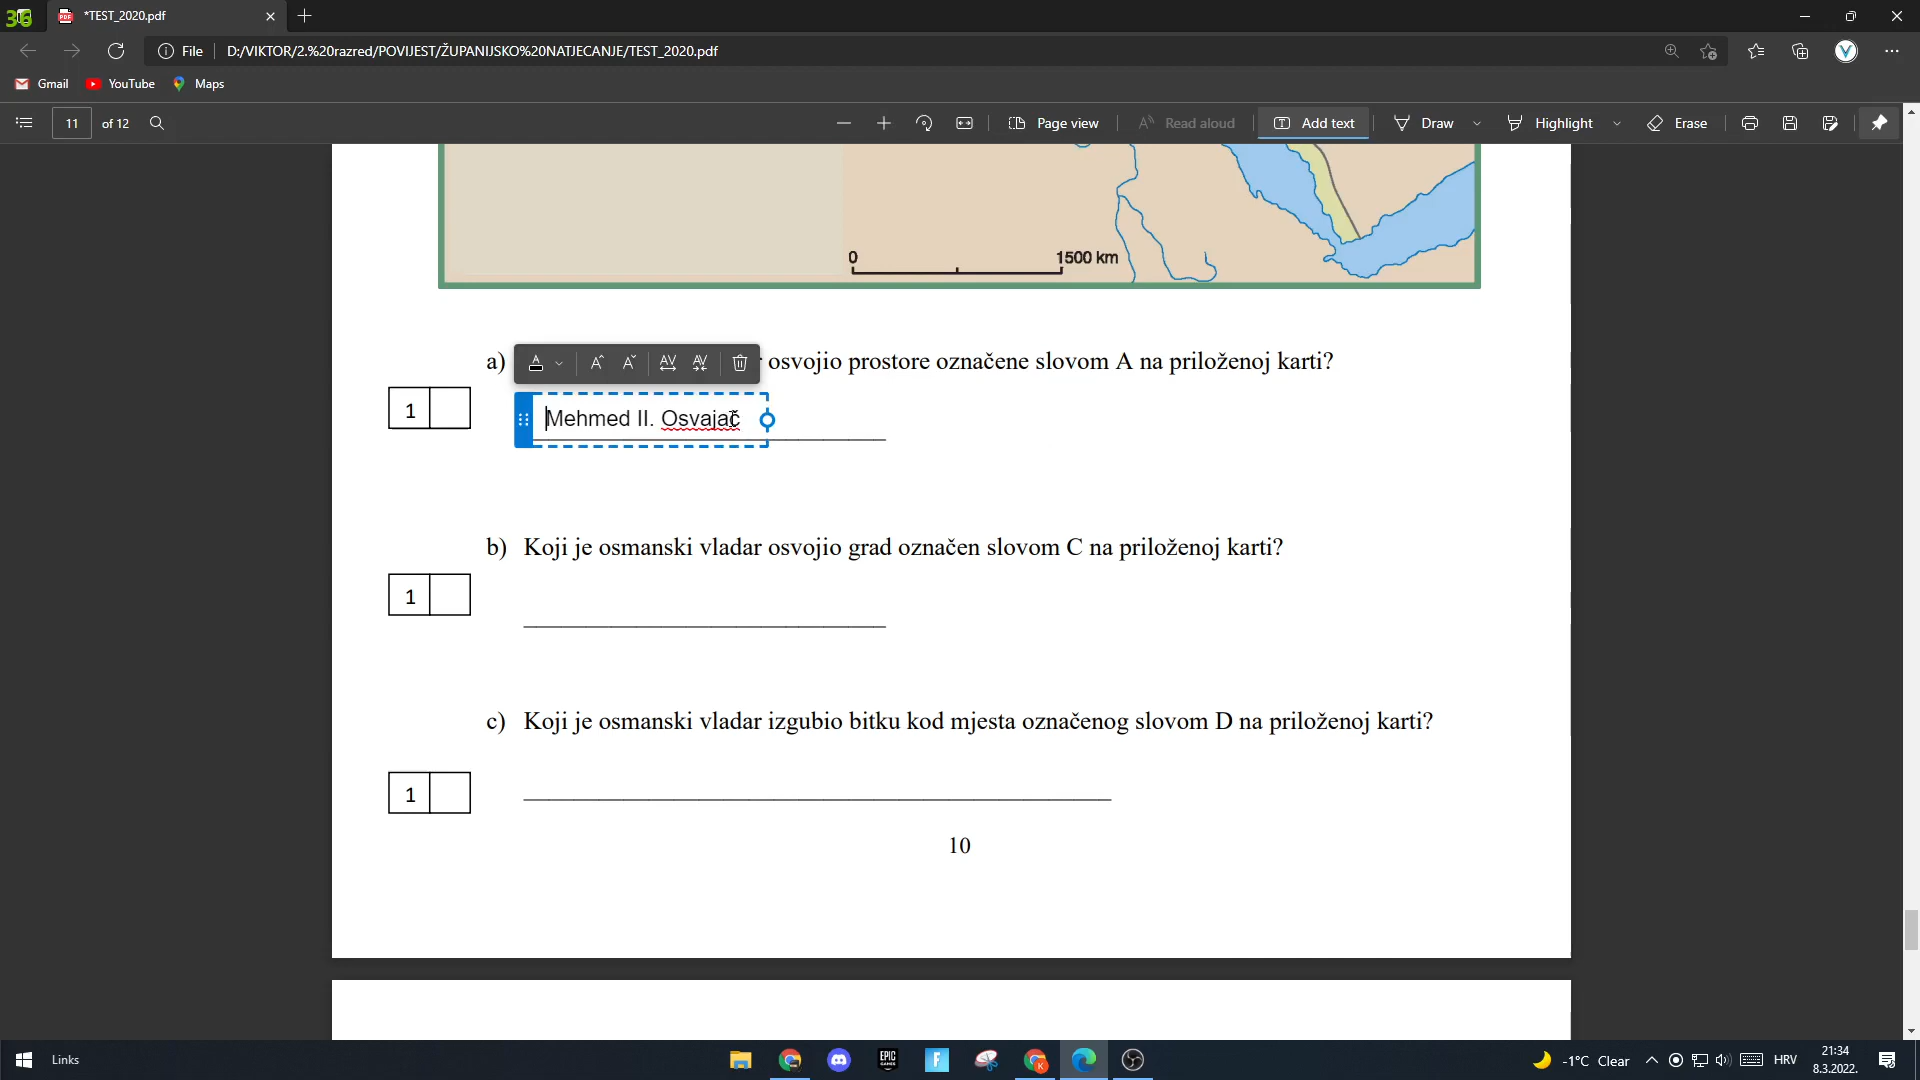 36
*TEST_2020.pdf
File
D:/VIKTOR/2.%20razred/POVIJEST/ŽUPANIJSKO%20NATJECANJE/TEST_2020.pdf
Gmail
YouTube
Maps
11 of 12
Page view
Read aloud
Add text
Draw
Highlight
Erase
0 1500 km
a) osvojio prostore označene slovom A na priloženoj karti?
1
Mehmed II. Osvajač
b) Koji je osmanski vladar osvojio grad označen slovom C na priloženoj karti?
1
c) Koji je osmanski vladar izgubio bitku kod mjesta označenog slovom D na priloženoj karti?
1
10
Links
-1°C Clear
HRV
21:34
8.3.2022.